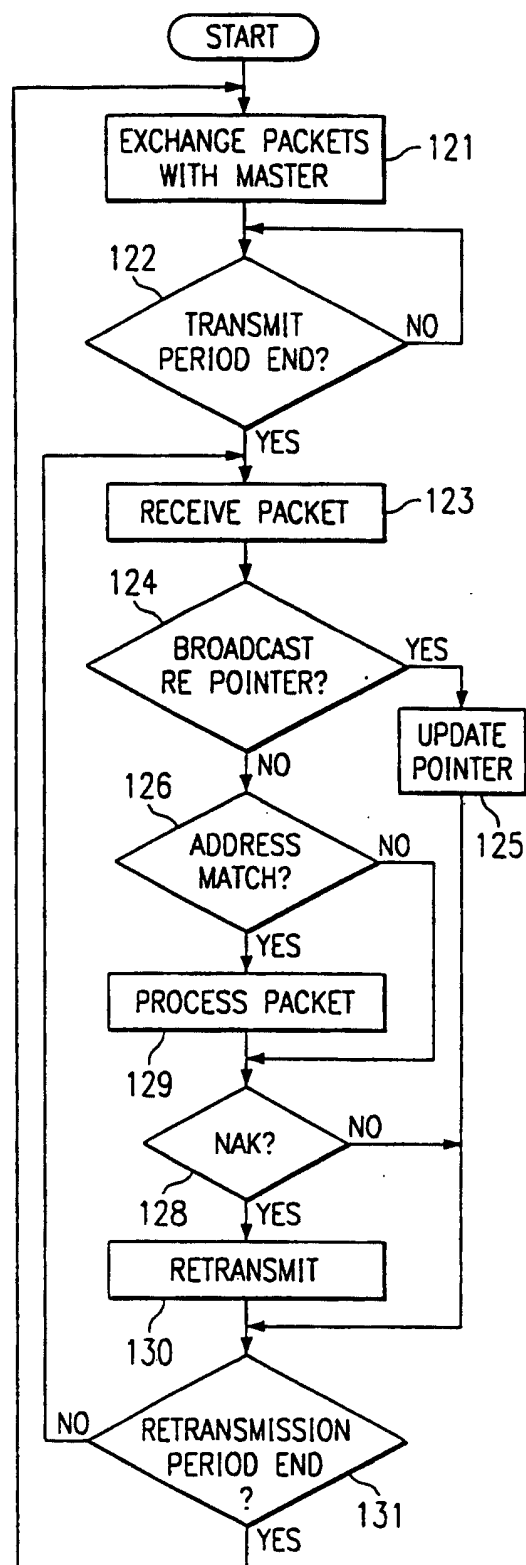 START
EXCHANGE PACKETS
WITH MASTER
121
122
TRANSMIT
PERIOD END?
NO
YES
RECEIVE PACKET
123
124
BROADCAST
RE POINTER?
YES
UPDATE
POINTER
125
NO
126
ADDRESS
MATCH?
NO
YES
PROCESS PACKET
129
NAK?
NO
128
YES
RETRANSMIT
130
NO
RETRANSMISSION
PERIOD END
?
131
YES